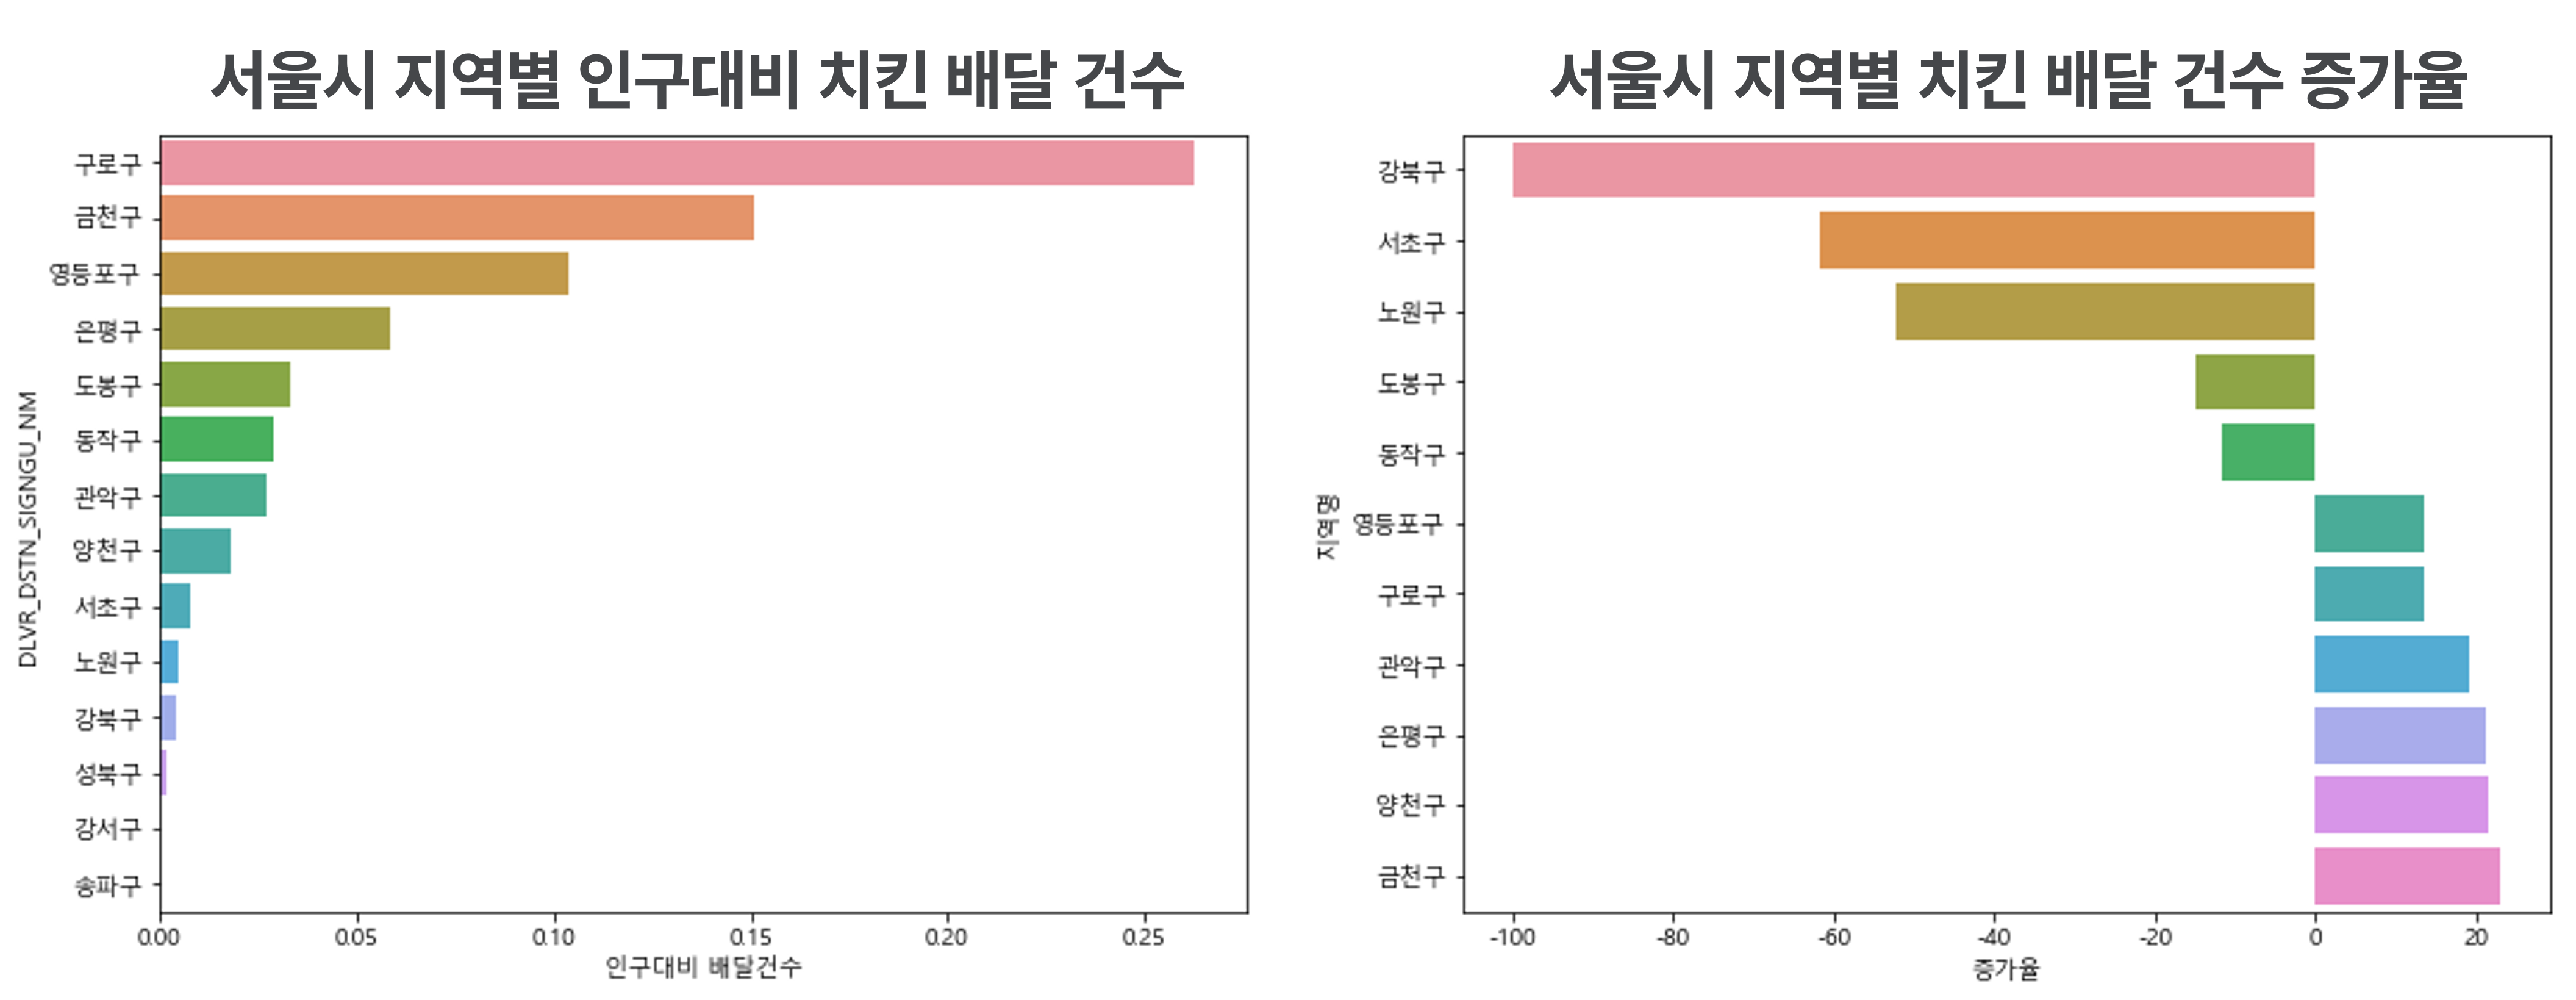 서울시 지역별 인구대비 치킨 배달 건수
구로구
금천구
영등포구
은평구
도봉구
동작구
관악구
양천구
서초구
노원구
강북구
성북구
강서구
송파구
DLVR_DSTN_SIGNGU_NM
0.00 0.05 0.10 0.15 0.20 0.25
인구대비 배달건수
서울시 지역별 치킨 배달 건수 증가율
강북구
서초구
노원구
도봉구
동작구
영등포구
구로구
관악구
은평구
양천구
금천구
지역명
-100 -80 -60 -40 -20 0 20
증가율